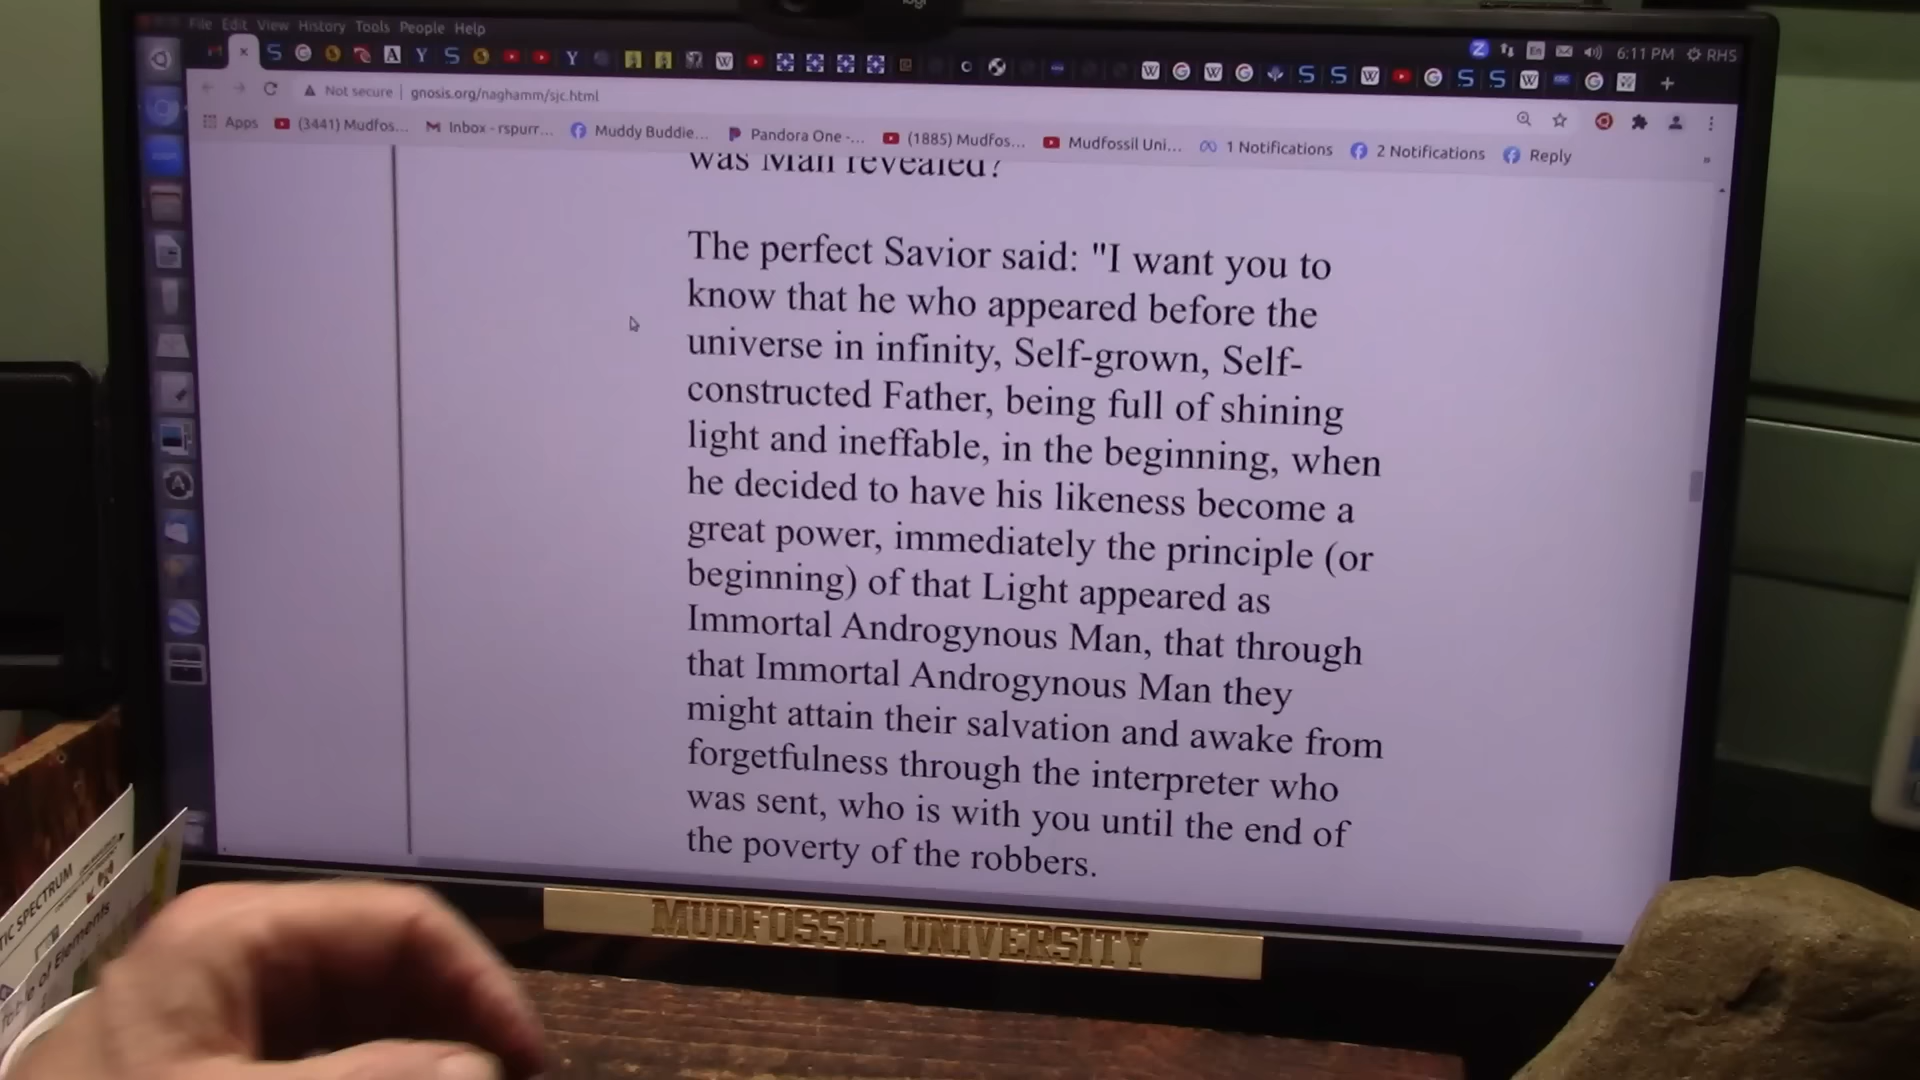 logi
File Edit View History Tools People Help
6:11 PM RHS
Not secure | gnosis.org/naghamm/sjc.html
Apps (3441) Mudfos... Inbox - rspurr... Muddy Buddie... Pandora One -... (1885) Mudfos... Mudfossil Uni... 1 Notifications 2 Notifications Reply
was Man revealed?
The perfect Savior said: "I want you to
know that he who appeared before the
universe in infinity, Self-grown, Self-
constructed Father, being full of shining
light and ineffable, in the beginning, when
he decided to have his likeness become a
great power, immediately the principle (or
beginning) of that Light appeared as
Immortal Androgynous Man, that through
that Immortal Androgynous Man they
might attain their salvation and awake from
forgetfulness through the interpreter who
was sent, who is with you until the end of
the poverty of the robbers.
MUDFOSSIL UNIVERSITY
TIC SPECTRUM
of Elements